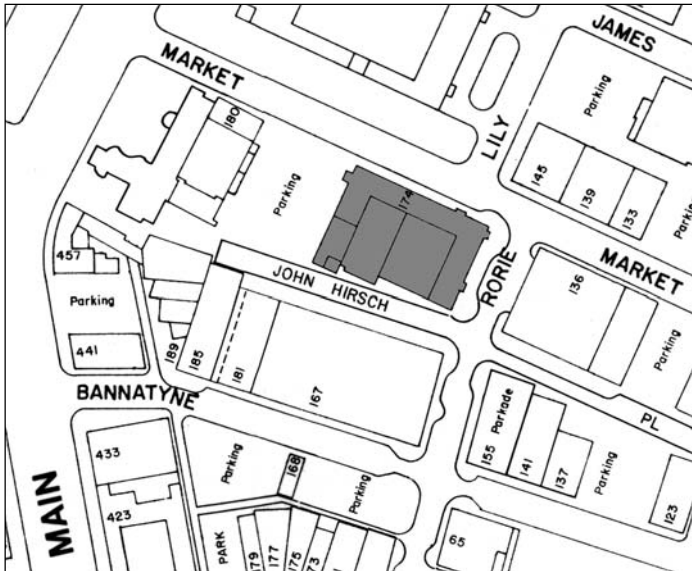 JAMES
MARKET
LILY
Parking
180
145
139
133
174
Parking
Parking
RORIE
MARKET
457
136
JOHN HIRSCH
Parking
441
189
185
181
167
Parking
BANNATYNE
PL
Parkade
155
141
137
Parking
123
433
423
MAIN
Parking
168
Parking
PARK
179
177
175
73
65